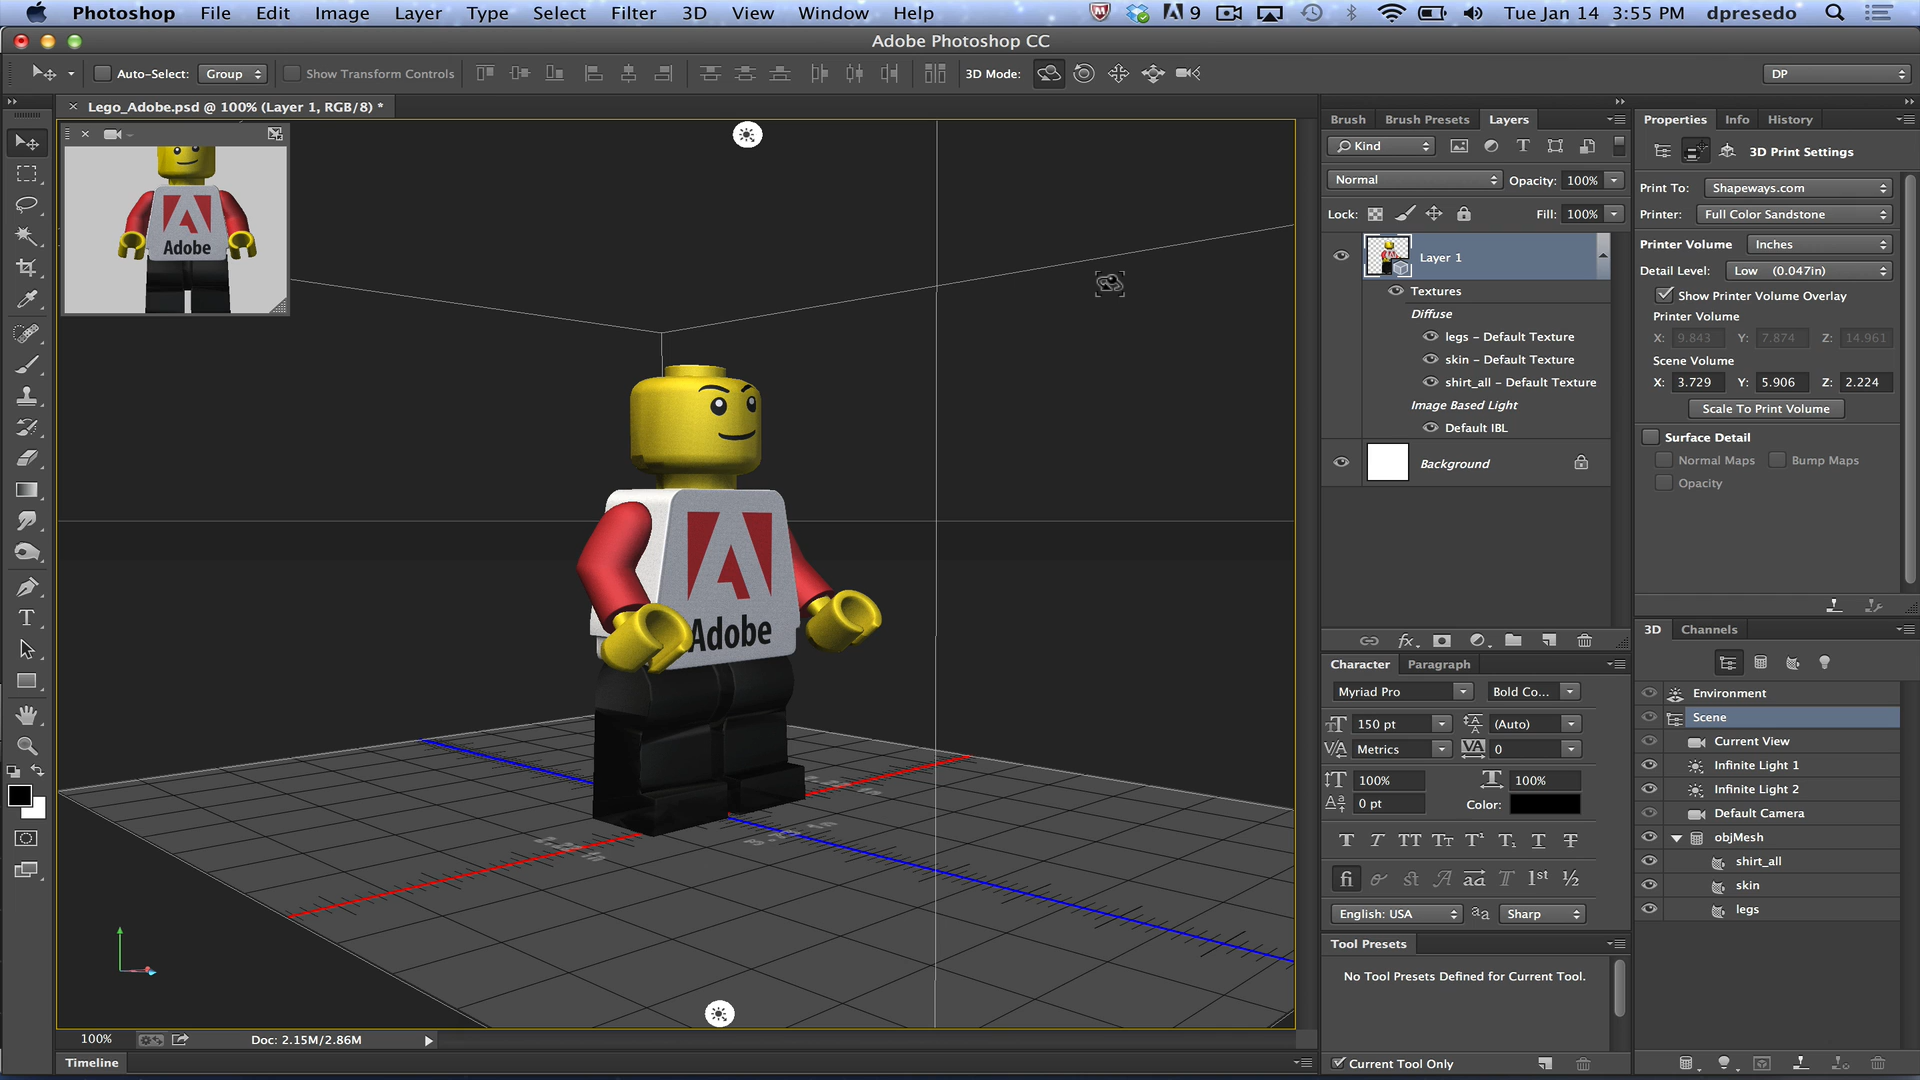 Photoshop File Edit Image Layer Type Select Filter 3D View Window Help 9 Tue Jan 14 3:55 PM dpresedo
Adobe Photoshop CC
Auto-Select: Group Show Transform Controls 3D Mode: DP
Lego_Adobe.psd @ 100% (Layer 1, RGB/8) *
Adobe
Adobe
2.22 in
100% Doc: 2.15M/2.86M
Timeline
Brush Brush Presets Layers
Kind
Normal Opacity: 100%
Lock: Fill: 100%
Layer 1
Textures
Diffuse
legs - Default Texture
skin - Default Texture
shirt_all - Default Texture
Image Based Light
Default IBL
Background
fx
Character Paragraph
Myriad Pro Bold Co...
150 pt (Auto)
Metrics 0
100% 100%
0 pt Color:
English: USA aa Sharp
Tool Presets
No Tool Presets Defined for Current Tool.
Current Tool Only
Properties Info History
3D Print Settings
Print To: Shapeways.com
Printer: Full Color Sandstone
Printer Volume Inches
Detail Level: Low (0.047in)
Show Printer Volume Overlay
Printer Volume
X: 9.843 Y: 7.874 Z: 14.961
Scene Volume
X: 3.729 Y: 5.906 Z: 2.224
Scale To Print Volume
Surface Detail
Normal Maps Bump Maps
Opacity
3D Channels
Environment
Scene
Current View
Infinite Light 1
Infinite Light 2
Default Camera
objMesh
shirt_all
skin
legs